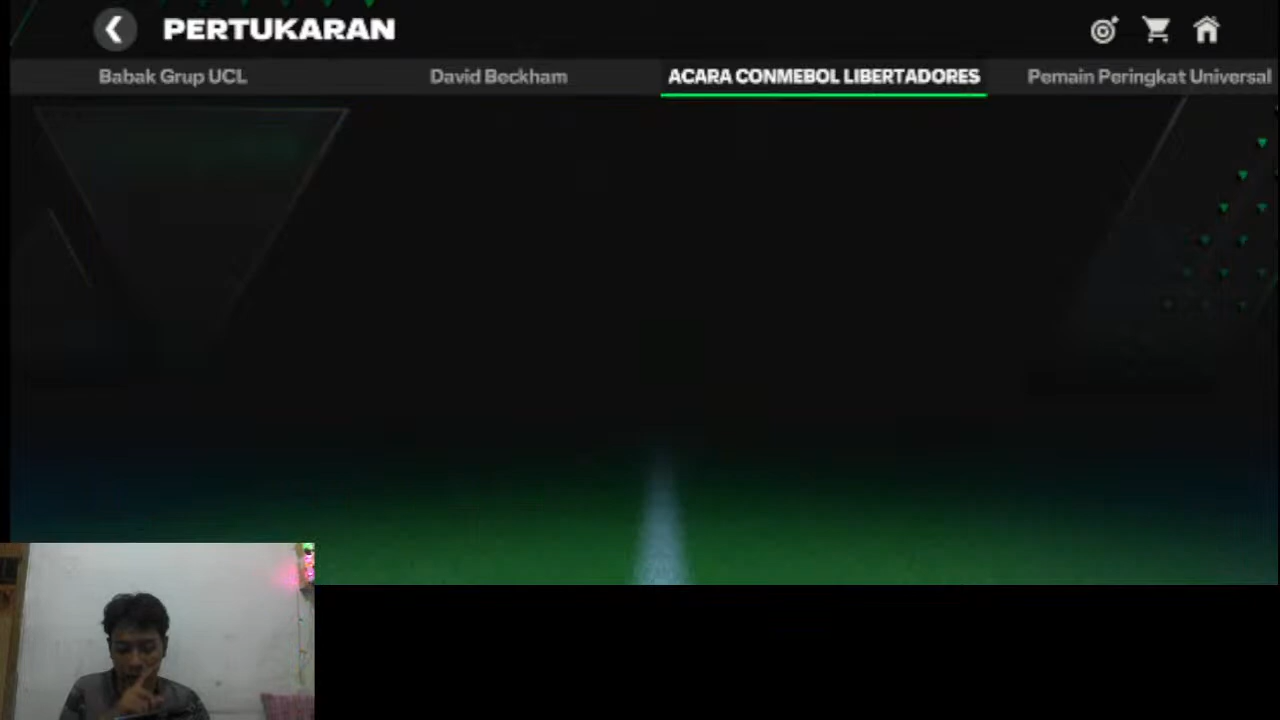 PERTUKARAN
Babak Grup UCL
David Beckham
ACARA CONMEBOL LIBERTADORES
Pemain Peringkat Universal